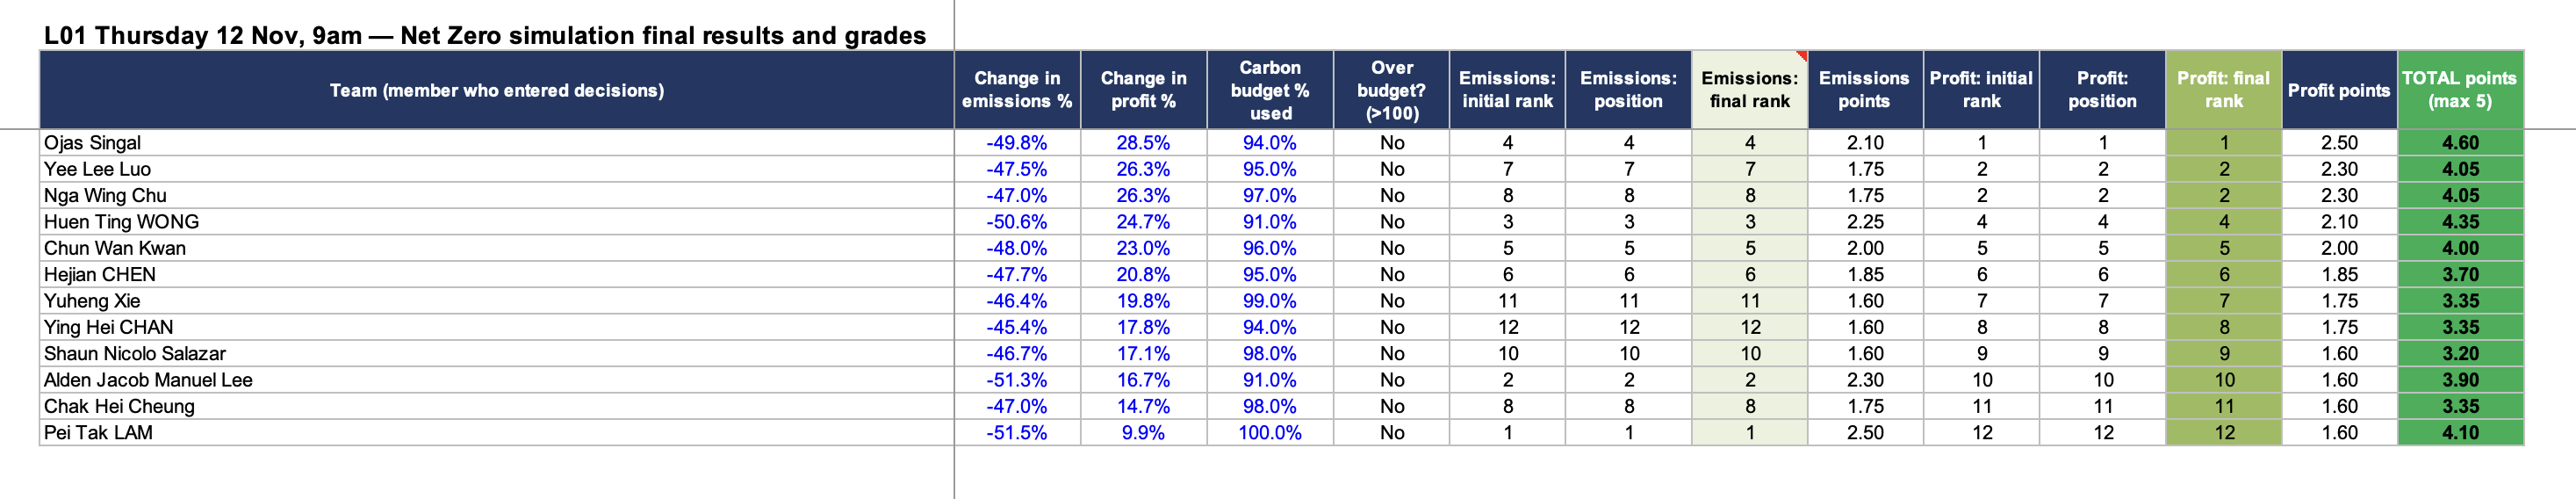 L01 Thursday 12 Nov, 9am — Net Zero simulation final results and grades
Team (member who entered decisions) Change in emissions % Change in profit % Carbon budget % used Over budget? (>100) Emissions: initial rank Emissions: position Emissions: final rank Emissions points Profit: initial rank Profit: position Profit: final rank Profit points TOTAL points (max 5)
Ojas Singal -49.8% 28.5% 94.0% No 4 4 4 2.10 1 1 1 2.50 4.60
Yee Lee Luo -47.5% 26.3% 95.0% No 7 7 7 1.75 2 2 2 2.30 4.05
Nga Wing Chu -47.0% 26.3% 97.0% No 8 8 8 1.75 2 2 2 2.30 4.05
Huen Ting WONG -50.6% 24.7% 91.0% No 3 3 3 2.25 4 4 4 2.10 4.35
Chun Wan Kwan -48.0% 23.0% 96.0% No 5 5 5 2.00 5 5 5 2.00 4.00
Hejian CHEN -47.7% 20.8% 95.0% No 6 6 6 1.85 6 6 6 1.85 3.70
Yuheng Xie -46.4% 19.8% 99.0% No 11 11 11 1.60 7 7 7 1.75 3.35
Ying Hei CHAN -45.4% 17.8% 94.0% No 12 12 12 1.60 8 8 8 1.75 3.35
Shaun Nicolo Salazar -46.7% 17.1% 98.0% No 10 10 10 1.60 9 9 9 1.60 3.20
Alden Jacob Manuel Lee -51.3% 16.7% 91.0% No 2 2 2 2.30 10 10 10 1.60 3.90
Chak Hei Cheung -47.0% 14.7% 98.0% No 8 8 8 1.75 11 11 11 1.60 3.35
Pei Tak LAM -51.5% 9.9% 100.0% No 1 1 1 2.50 12 12 12 1.60 4.10